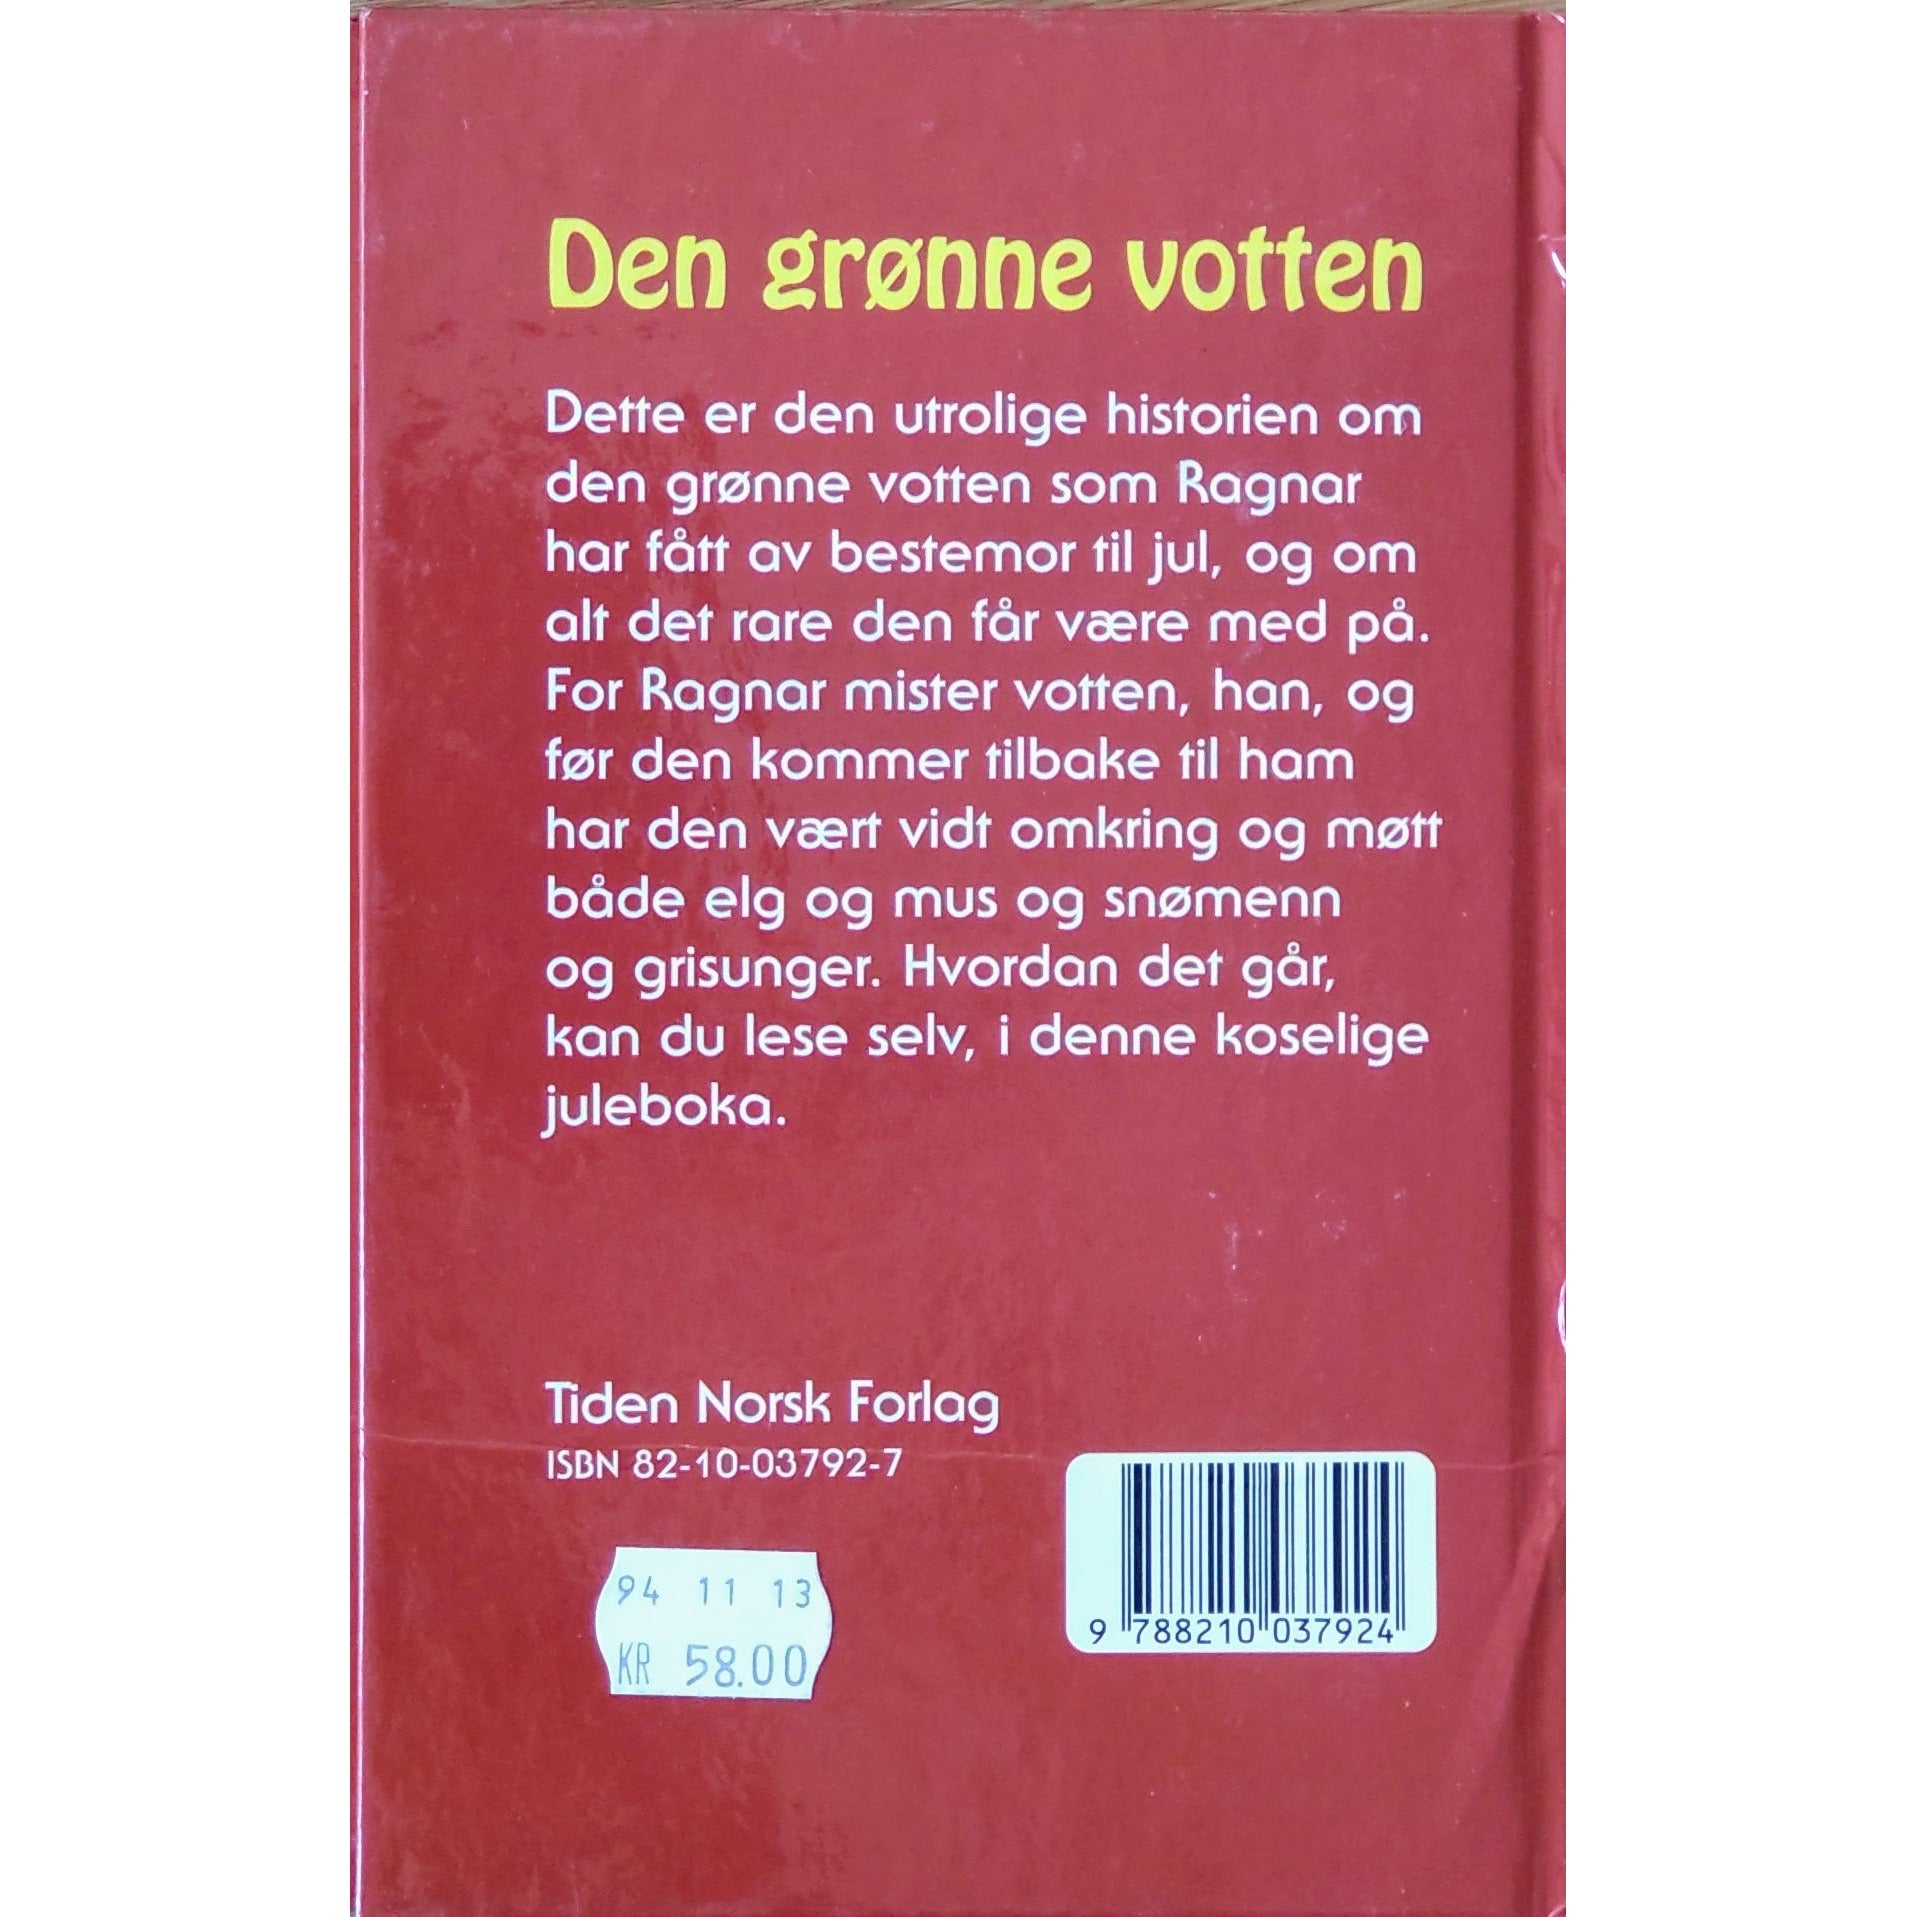 Den grønne votten
Dette er den utrolige historien om
den grønne votten som Ragnar
har fått av bestemor til jul, og om
alt det rare den får være med på.
For Ragnar mister votten, han, og
før den kommer tilbake til ham
har den vært vidt omkring og møtt
både elg og mus og snømenn
og grisunger. Hvordan det går,
kan du lese selv, i denne koselige
juleboka.
Tiden Norsk Forlag
ISBN 82-10-03792-7
94 11 13
KR 58.00
9 788210 037924